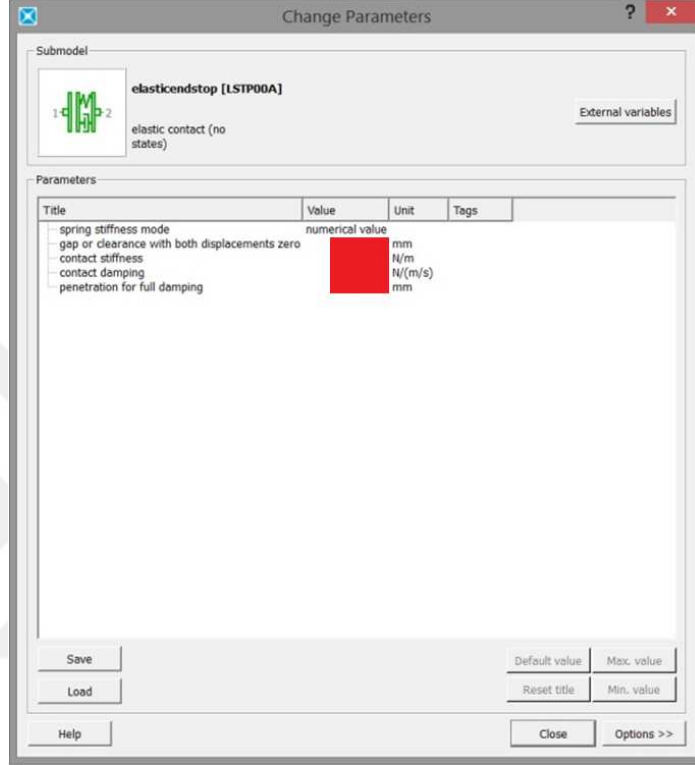 Change Parameters
?
Submodel
1 2
elasticendstop [LSTP00A]
elastic contact (no
states)
External variables
Parameters
Title Value Unit Tags
spring stiffness mode numerical value
gap or clearance with both displacements zero mm
contact stiffness N/m
contact damping N/(m/s)
penetration for full damping mm
Save
Default value Max. value
Load
Reset title Min. value
Help
Close Options >>